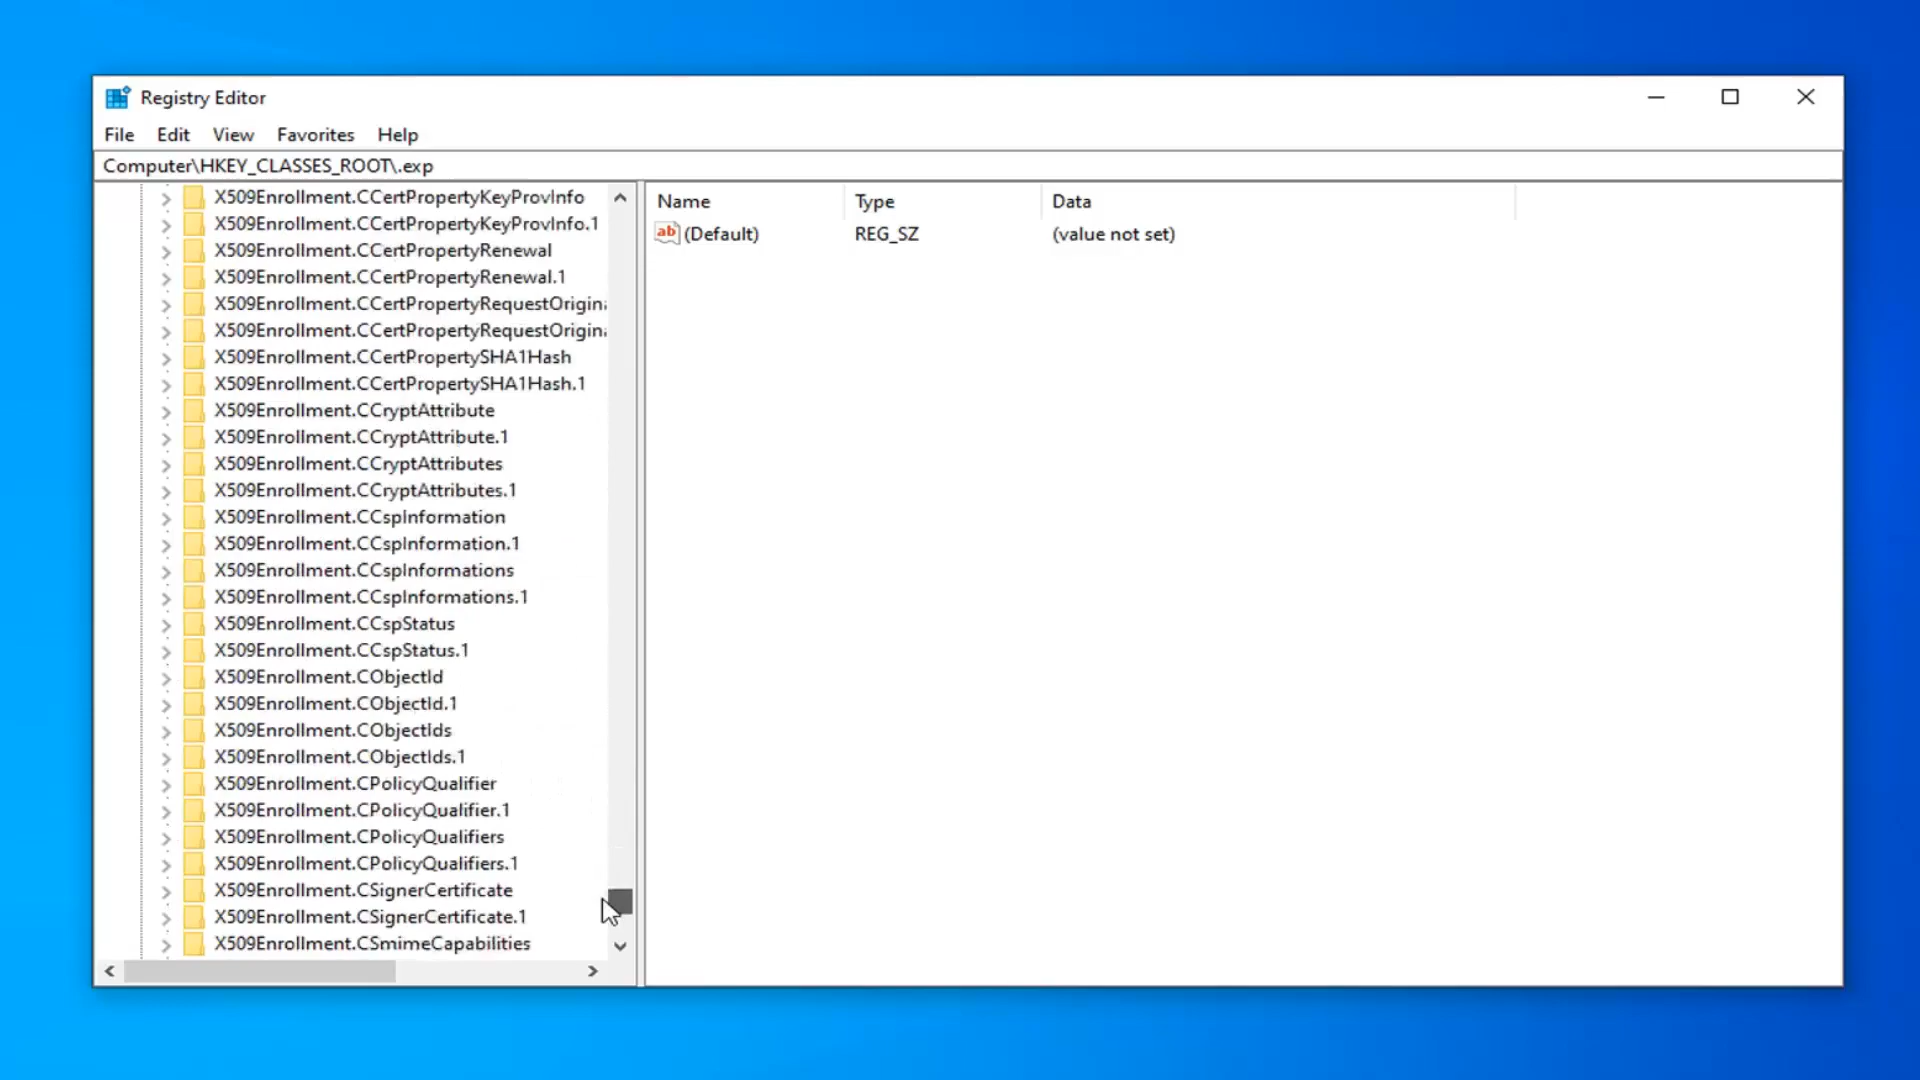 Registry Editor
File Edit View Favorites Help
Computer\HKEY_CLASSES_ROOT\.exp
X509Enrollment.CCertPropertyKeyProvInfo
X509Enrollment.CCertPropertyKeyProvInfo.1
X509Enrollment.CCertPropertyRenewal
X509Enrollment.CCertPropertyRenewal.1
X509Enrollment.CCertPropertyRequestOrigina
X509Enrollment.CCertPropertyRequestOrigina
X509Enrollment.CCertPropertySHA1Hash
X509Enrollment.CCertPropertySHA1Hash.1
X509Enrollment.CCryptAttribute
X509Enrollment.CCryptAttribute.1
X509Enrollment.CCryptAttributes
X509Enrollment.CCryptAttributes.1
X509Enrollment.CCspInformation
X509Enrollment.CCspInformation.1
X509Enrollment.CCspInformations
X509Enrollment.CCspInformations.1
X509Enrollment.CCspStatus
X509Enrollment.CCspStatus.1
X509Enrollment.CObjectId
X509Enrollment.CObjectId.1
X509Enrollment.CObjectIds
X509Enrollment.CObjectIds.1
X509Enrollment.CPolicyQualifier
X509Enrollment.CPolicyQualifier.1
X509Enrollment.CPolicyQualifiers
X509Enrollment.CPolicyQualifiers.1
X509Enrollment.CSignerCertificate
X509Enrollment.CSignerCertificate.1
X509Enrollment.CSmimeCapabilities
Name Type Data
ab (Default) REG_SZ (value not set)